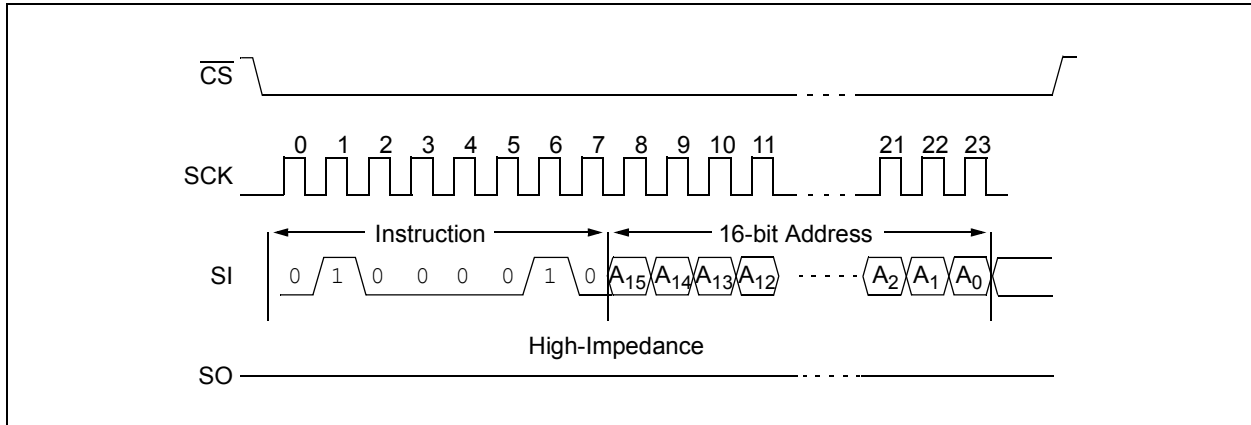 CS
0 1 2 3 4 5 6 7 8 9 10 11 21 22 23
SCK
Instruction 16-bit Address
SI 0 1 0 0 0 0 1 0 A15 A14 A13 A12 A2 A1 A0
High-Impedance
SO